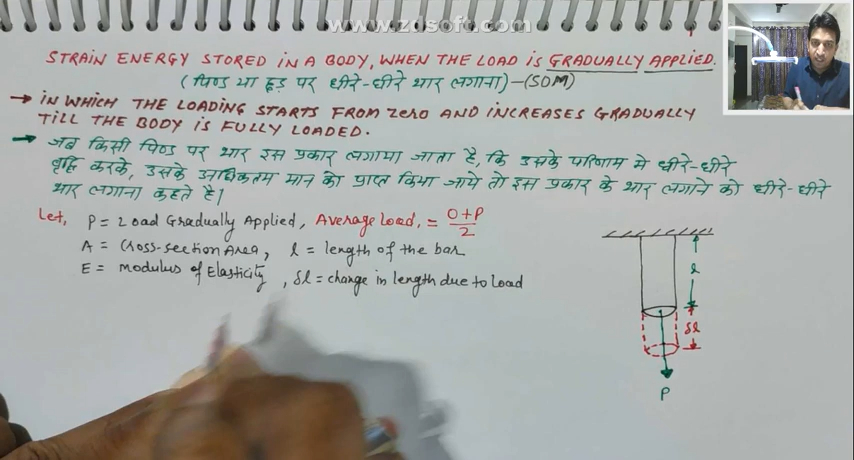 www.zdsoft.com
STRAIN ENERGY STORED IN A BODY, WHEN THE LOAD IS GRADUALLY APPLIED.
(पिण्ड या छड़ पर धीरे-धीरे भार लगाना)-(SOM)
→ IN WHICH THE LOADING STARTS FROM ZERO AND INCREASES GRADUALLY
TILL THE BODY IS FULLY LOADED.
→ जब किसी पिण्ड पर भार इस प्रकार लगाया जाता है, कि उसके परिणाम मे धीरे-धीरे
वृद्धि करके, उसके अधिकतम मान को प्राप्त किया जाये तो इस प्रकार के भार लगाने को धीरे-धीरे
भार लगाना कहते है।
Let, P = Load Gradually Applied, Average Load, = 0+P/2
A = Cross-section Area, l = length of the bar
E = Modulus of Elasticity, δl = change in length due to Load
l
δl
P